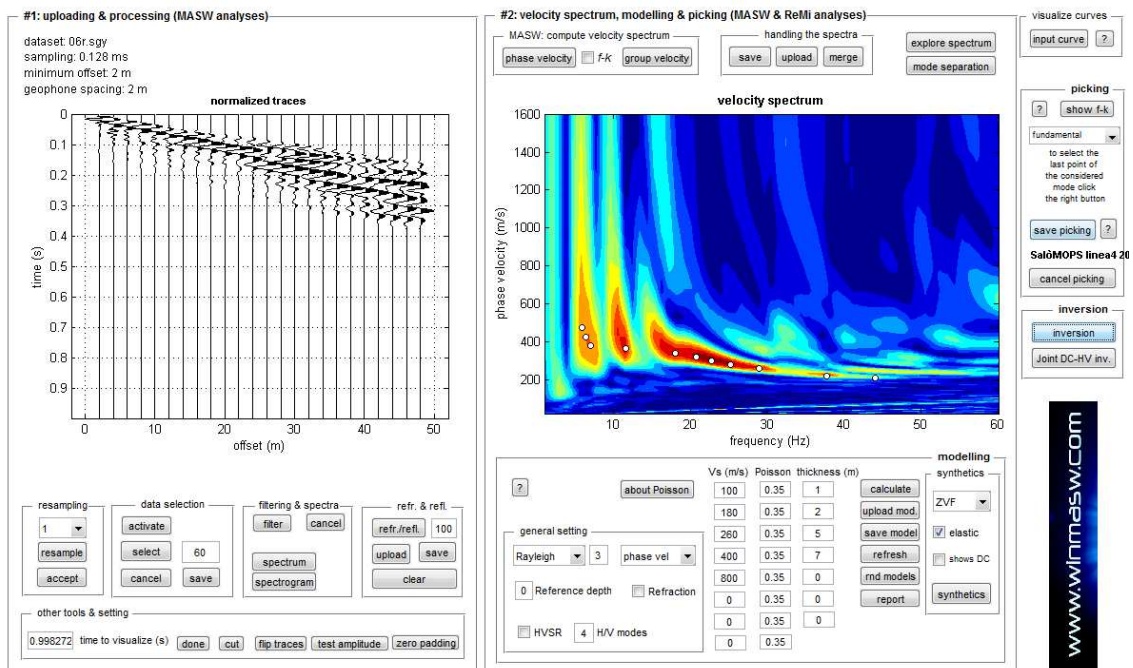 #1: uploading & processing (MASW analyses)
dataset: 06r.sgy
sampling: 0.128 ms
minimum offset: 2 m
geophone spacing: 2 m
normalized traces
0
0.1
0.2
0.3
0.4
0.5
0.6
0.7
0.8
0.9
time (s)
0 10 20 30 40 50
offset (m)
resampling
1
resample
accept
data selection
activate
select 60
cancel save
filtering & spectra
filter cancel
spectrum
spectrogram
refr. & refl.
refr./refl. 100
upload save
clear
other tools & setting
0.998272 time to visualize (s) done cut flip traces test amplitude zero padding
#2: velocity spectrum, modelling & picking (MASW & ReMi analyses)
MASW: compute velocity spectrum
phase velocity f-k group velocity
handling the spectra
save upload merge
explore spectrum
mode separation
velocity spectrum
1600
1400
1200
1000
800
600
400
200
phase velocity (m/s)
10 20 30 40 50 60
frequency (Hz)
modelling
? about Poisson
general setting
Rayleigh 3 phase vel
0 Reference depth Refraction
HVSR 4 H/V modes
Vs (m/s) Poisson thickness (m)
100 0.35 1
180 0.35 2
260 0.35 5
400 0.35 7
800 0.35 0
0 0.35 0
0 0.35 0
0 0.35
calculate
upload mod.
save model
refresh
rnd models
report
synthetics
ZVF
elastic
shows DC
synthetics
visualize curves
input curve ?
picking
? show f-k
fundamental
to select the
last point of
the considered
mode click
the right button
save picking ?
SalòMOPS linea4 20
cancel picking
inversion
inversion
Joint DC-HV inv.
www.winmasw.com